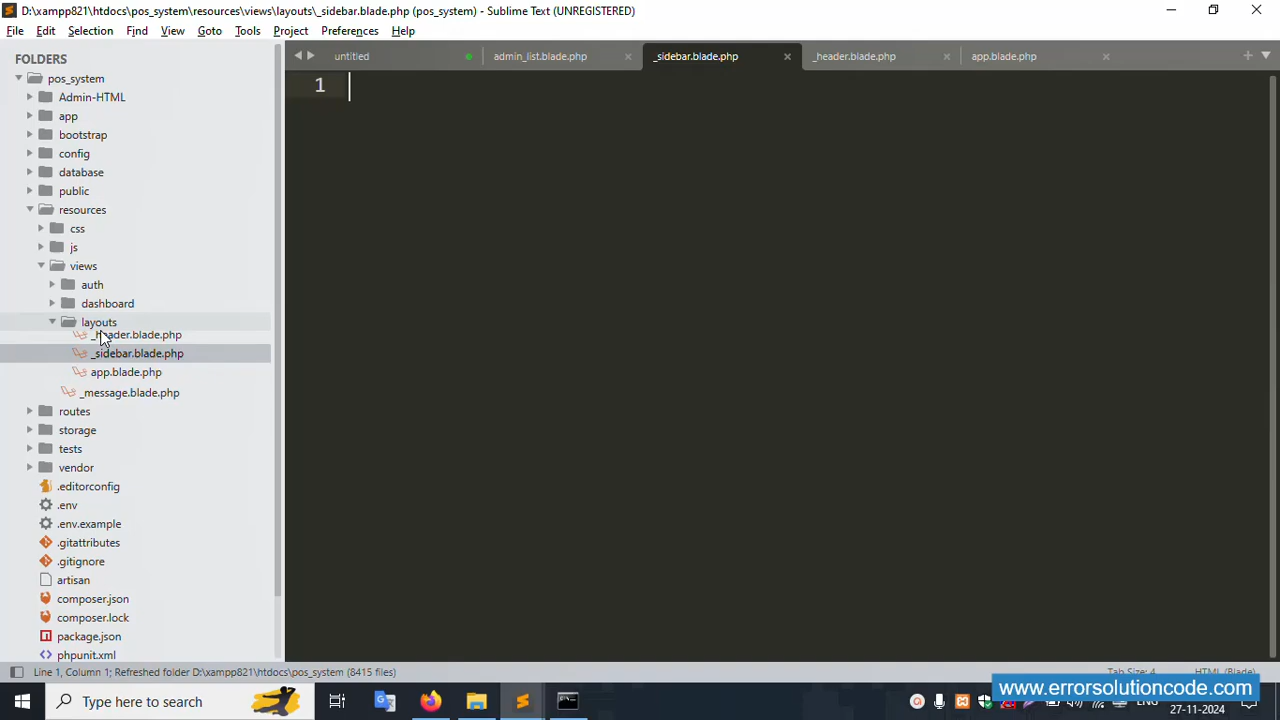 D:\xampp821\htdocs\pos_system\resources\views\layouts\_sidebar.blade.php (pos_system) - Sublime Text (UNREGISTERED)
File Edit Selection Find View Goto Tools Project Preferences Help
FOLDERS
untitled admin_list.blade.php _sidebar.blade.php _header.blade.php app.blade.php
pos_system
1
Admin-HTML
app
bootstrap
config
database
public
resources
css
js
views
auth
dashboard
layouts
_header.blade.php
_sidebar.blade.php
app.blade.php
_message.blade.php
routes
storage
tests
vendor
.editorconfig
.env
.env.example
.gitattributes
.gitignore
artisan
composer.json
composer.lock
package.json
phpunit.xml
Line 1, Column 1; Refreshed folder D:\xampp821\htdocs\pos_system (8415 files) Tab Size: 4 HTML (Blade)
www.errorsolutioncode.com
Type here to search
ENG
27-11-2024